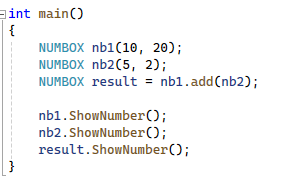 int main()
{
NUMBOX nb1(10, 20);
NUMBOX nb2(5, 2);
NUMBOX result = nb1.add(nb2);
nb1.ShowNumber();
nb2.ShowNumber();
result.ShowNumber();
}